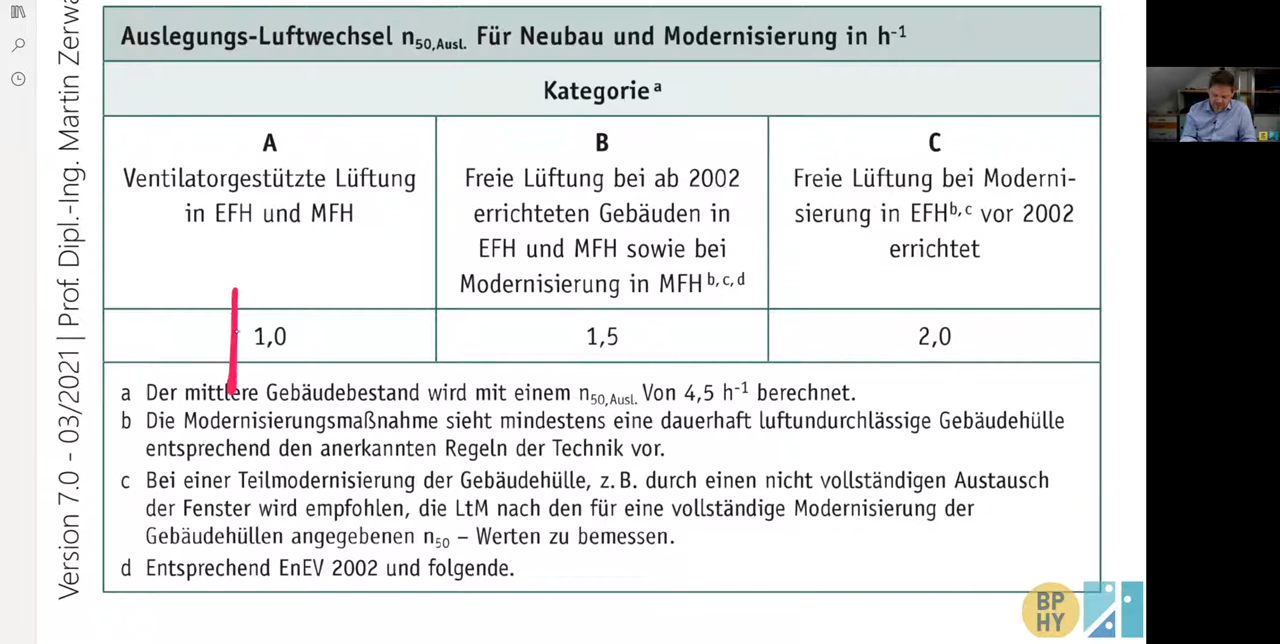 Version 7.0 - 03/2021 | Prof. Dipl.-Ing. Martin
Auslegungs-Luftwechsel n50,Ausl. Für Neubau und Modernisierung in h-1
Kategorie a
A
Ventilatorgestützte Lüftung
in EFH und MFH
B
Freie Lüftung bei ab 2002
errichteten Gebäuden in
EFH und MFH sowie bei
Modernisierung in MFH b, c, d
C
Freie Lüftung bei Moderni-
sierung in EFH b, c vor 2002
errichtet
1,0
1,5
2,0
a Der mittlere Gebäudebestand wird mit einem n50,Ausl. Von 4,5 h-1 berechnet.
b Die Modernisierungsmaßnahme sieht mindestens eine dauerhaft luftundurchlässige Gebäudehülle
entsprechend den anerkannten Regeln der Technik vor.
c Bei einer Teilmodernisierung der Gebäudehülle, z. B. durch einen nicht vollständigen Austausch
der Fenster wird empfohlen, die LtM nach den für eine vollständige Modernisierung der
Gebäudehüllen angegebenen n50 – Werten zu bemessen.
d Entsprechend EnEV 2002 und folgende.
BP
HY